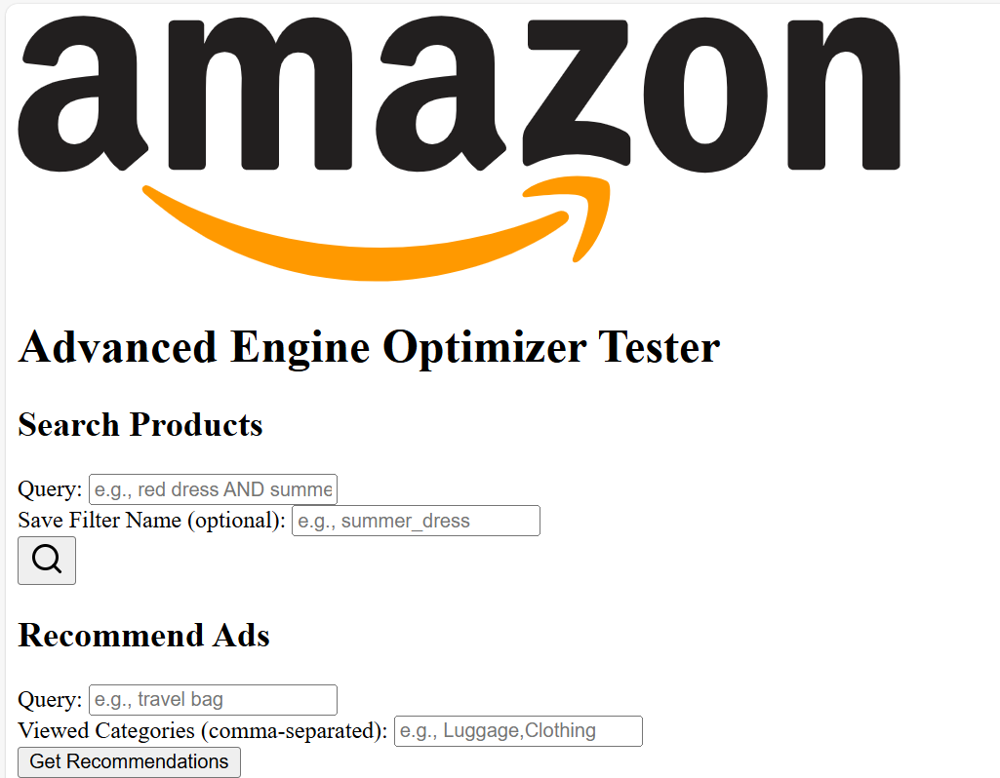 amazon
Advanced Engine Optimizer Tester
Search Products
Query: e.g., red dress AND summe
Save Filter Name (optional): e.g., summer_dress
Recommend Ads
Query: e.g., travel bag
Viewed Categories (comma-separated): e.g., Luggage,Clothing
Get Recommendations